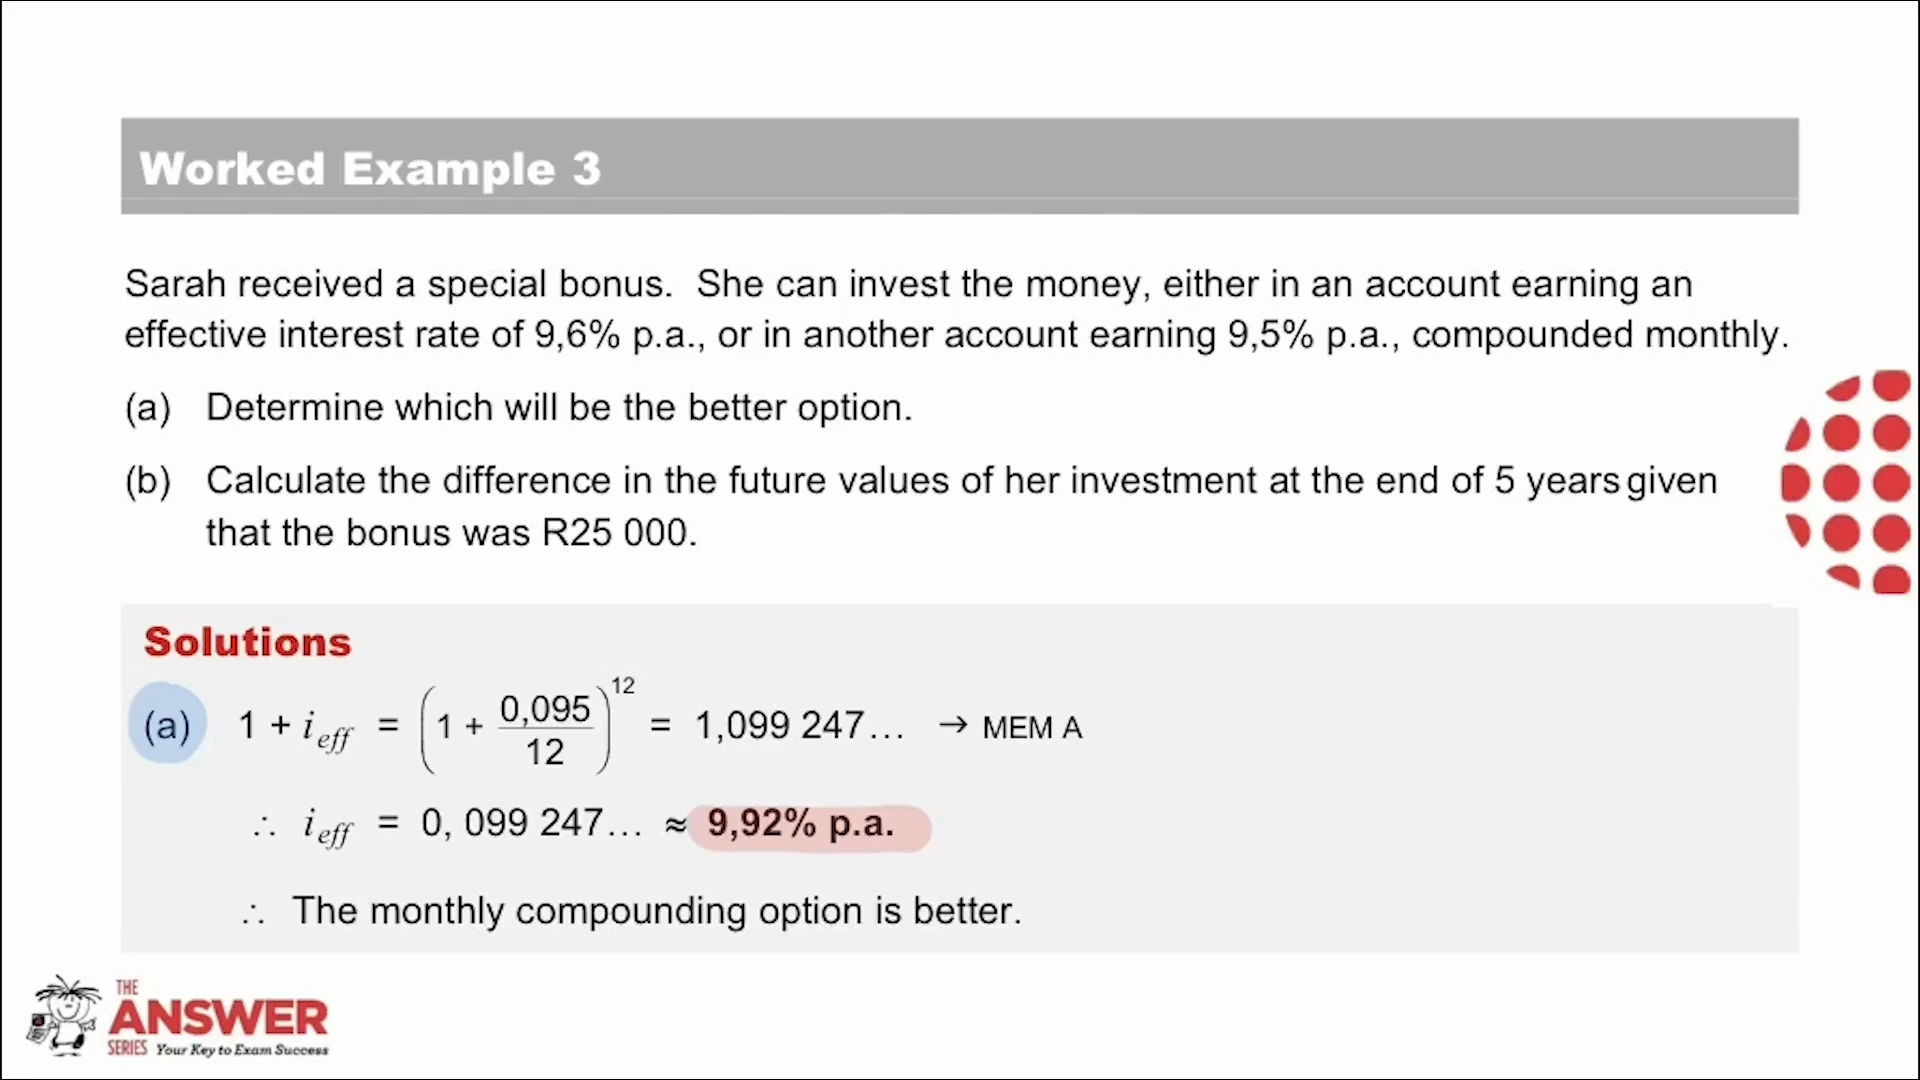 Worked Example 3
Sarah received a special bonus. She can invest the money, either in an account earning an
effective interest rate of 9,6% p.a., or in another account earning 9,5% p.a., compounded monthly.
(a) Determine which will be the better option.
(b) Calculate the difference in the future values of her investment at the end of 5 years given
that the bonus was R25 000.
Solutions
(a) 1 + i_eff = (1 + 0,095/12)^12 = 1,099 247... → MEM A
∴ i_eff = 0, 099 247... ≈ 9,92% p.a.
∴ The monthly compounding option is better.
THE
ANSWER
SERIES Your Key to Exam Success